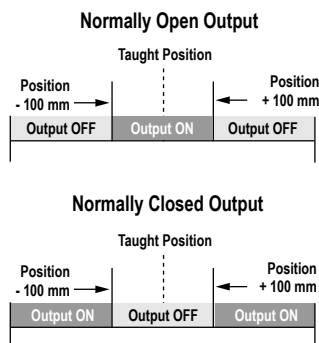 Normally Open Output
Taught Position
Position
- 100 mm
Position
+ 100 mm
Output OFF
Output ON
Output OFF
Normally Closed Output
Taught Position
Position
- 100 mm
Position
+ 100 mm
Output ON
Output OFF
Output ON